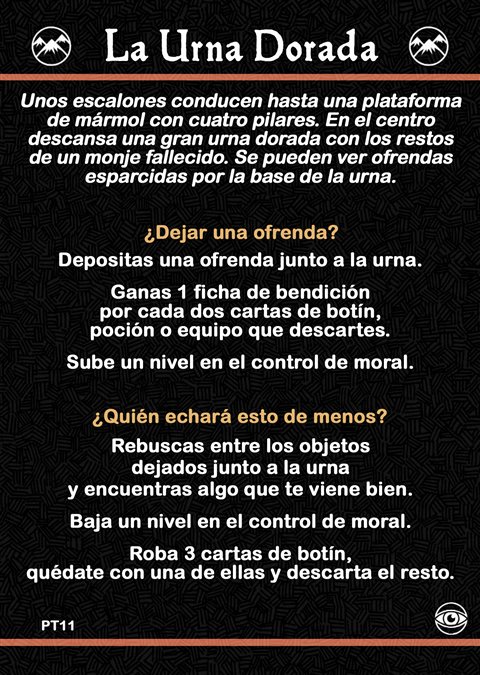 La Urna Dorada
Unos escalones conducen hasta una plataforma
de mármol con cuatro pilares. En el centro
descansa una gran urna dorada con los restos
de un monje fallecido. Se pueden ver ofrendas
esparcidas por la base de la urna.
¿Dejar una ofrenda?
Depositas una ofrenda junto a la urna.
Ganas 1 ficha de bendición
por cada dos cartas de botín,
poción o equipo que descartes.
Sube un nivel en el control de moral.
¿Quién echará esto de menos?
Rebuscas entre los objetos
dejados junto a la urna
y encuentras algo que te viene bien.
Baja un nivel en el control de moral.
Roba 3 cartas de botín,
quédate con una de ellas y descarta el resto.
PT11